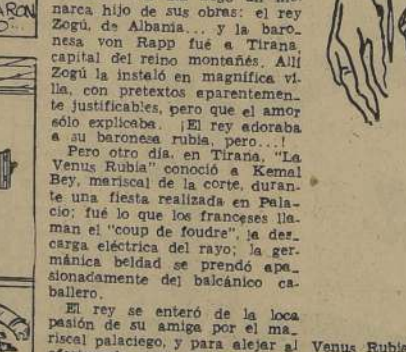 narca hijo de sus obras: el rey
Zogú, de Albania... y la baro_
nesa von Rapp fué a Tirana,
capital del reino montañés. Allí
Zogú la instaló en magnífica vi-
lla, con pretextos aparentemen_
te justificables, pero que el amor
sólo explicaba. ¡El rey adoraba
a su baronesa rubia, pero...!
Pero otro día, en Tirana, "La
Venus Rubia" conoció a Kemal
Bey, mariscal de la corte, duran-
te una fiesta realizada en Pala-
cio; fué lo que los franceses lla-
man el "coup de foudre", la des_
carga eléctrica del rayo; la ger-
mánica beldad se prendó apa_
sionadamente del balcánico ca-
ballero.
El rey se enteró de la loca
pasión de su amiga por el ma_
riscal palaciego, y para alejar al
Venus Rubia
ARON